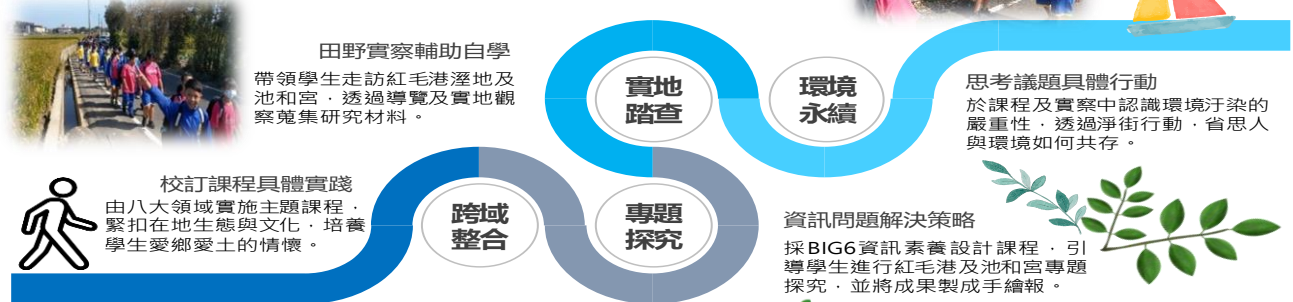 田野實察輔助自學
帶領學生走訪紅毛港溼地及
池和宮，透過導覽及實地觀
察蒐集研究材料。
實地
踏查
環境
永續
思考議題具體行動
於課程及實察中認識環境汙染的
嚴重性，透過淨街行動，省思人
與環境如何共存。
校訂課程具體實踐
由八大領域實施主題課程，
緊扣在地生態與文化，培養
學生愛鄉愛土的情懷。
跨域
整合
專題
探究
資訊問題解決策略
採BIG6資訊素養設計課程，引
導學生進行紅毛港及池和宮專題
探究，並將成果製成手繪報。